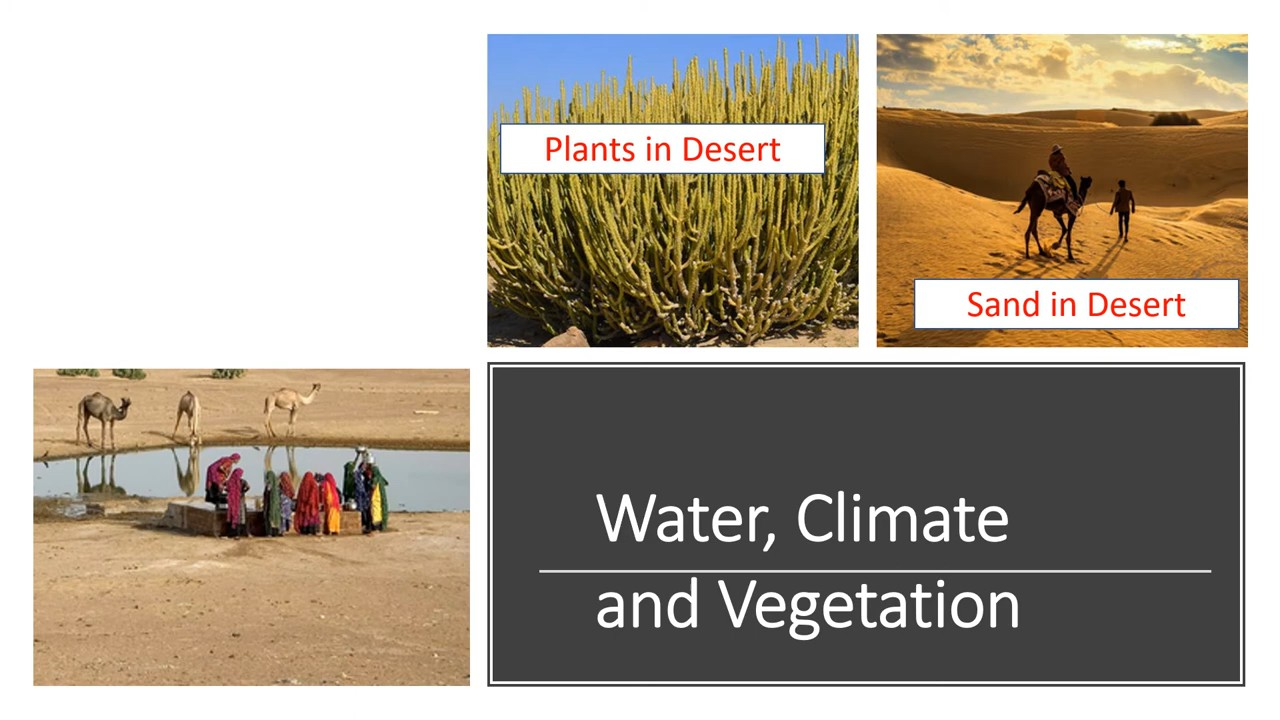 Plants in Desert
Sand in Desert
Water, Climate
and Vegetation